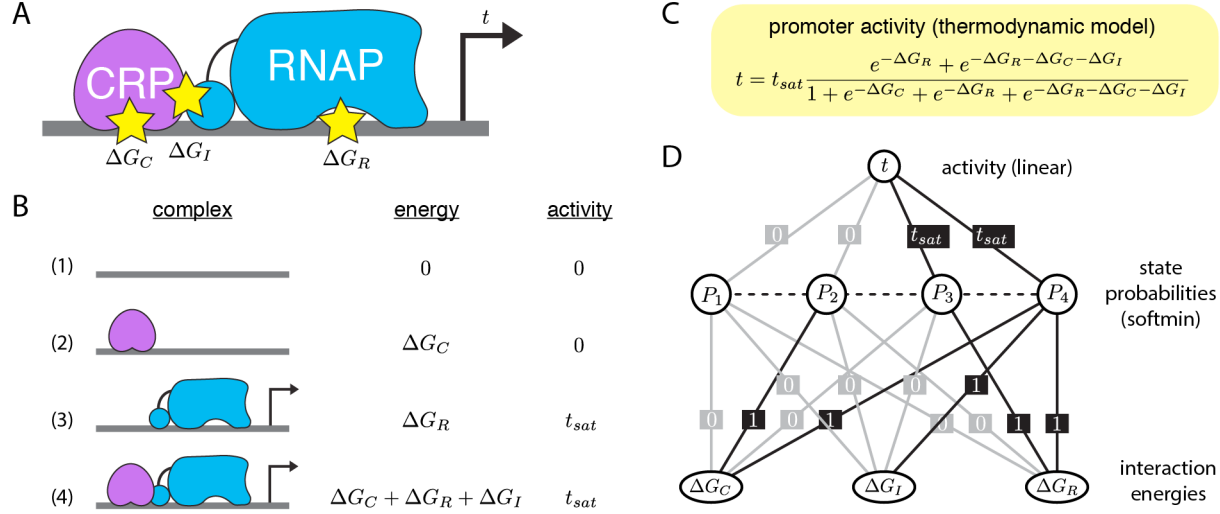 A
CRP
RNAP
t
ΔG_C
ΔG_I
ΔG_R
B
complex energy activity
(1) 0 0
(2) ΔG_C 0
(3) ΔG_R t_sat
(4) ΔG_C + ΔG_R + ΔG_I t_sat
C
promoter activity (thermodynamic model)
t = t_sat (e^{-ΔG_R} + e^{-ΔG_R-ΔG_C-ΔG_I}) / (1 + e^{-ΔG_C} + e^{-ΔG_R} + e^{-ΔG_R-ΔG_C-ΔG_I})
D
t activity (linear)
0 0 t_sat t_sat
P_1 P_2 P_3 P_4
state
probabilities
(softmin)
0 0 0 1
0 1 0 1 0 0 1 1
ΔG_C ΔG_I ΔG_R
interaction
energies